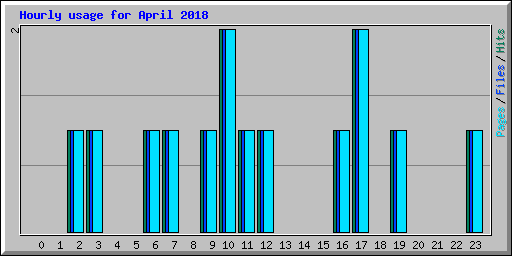 Hourly usage for April 2018
2
Pages/Files/Hits
0 1 2 3 4 5 6 7 8 9 10 11 12 13 14 15 16 17 18 19 20 21 22 23